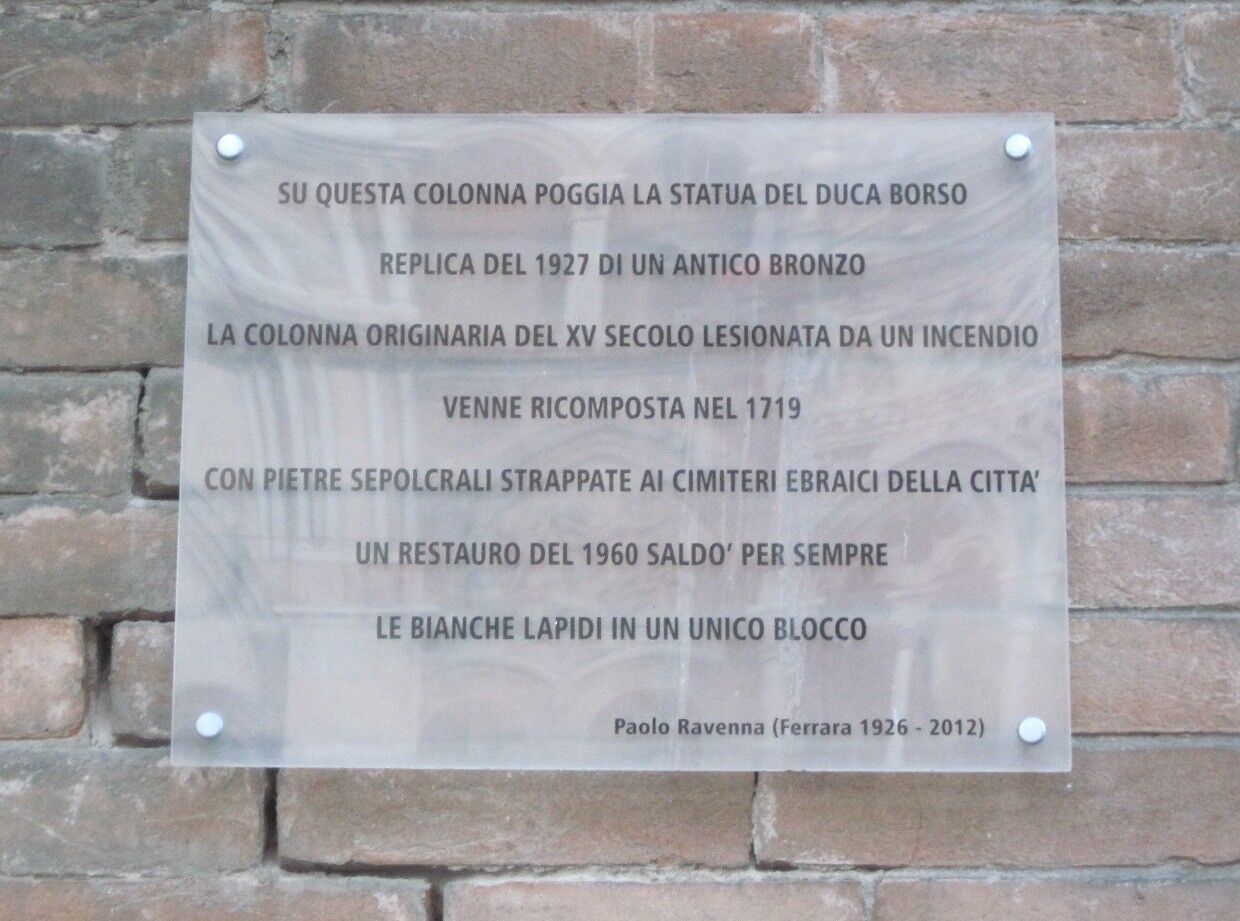 SU QUESTA COLONNA POGGIA LA STATUA DEL DUCA BORSO
REPLICA DEL 1927 DI UN ANTICO BRONZO
LA COLONNA ORIGINARIA DEL XV SECOLO LESIONATA DA UN INCENDIO
VENNE RICOMPOSTA NEL 1719
CON PIETRE SEPOLCRALI STRAPPATE AI CIMITERI EBRAICI DELLA CITTA'
UN RESTAURO DEL 1960 SALDO' PER SEMPRE
LE BIANCHE LAPIDI IN UN UNICO BLOCCO
Paolo Ravenna (Ferrara 1926 - 2012)